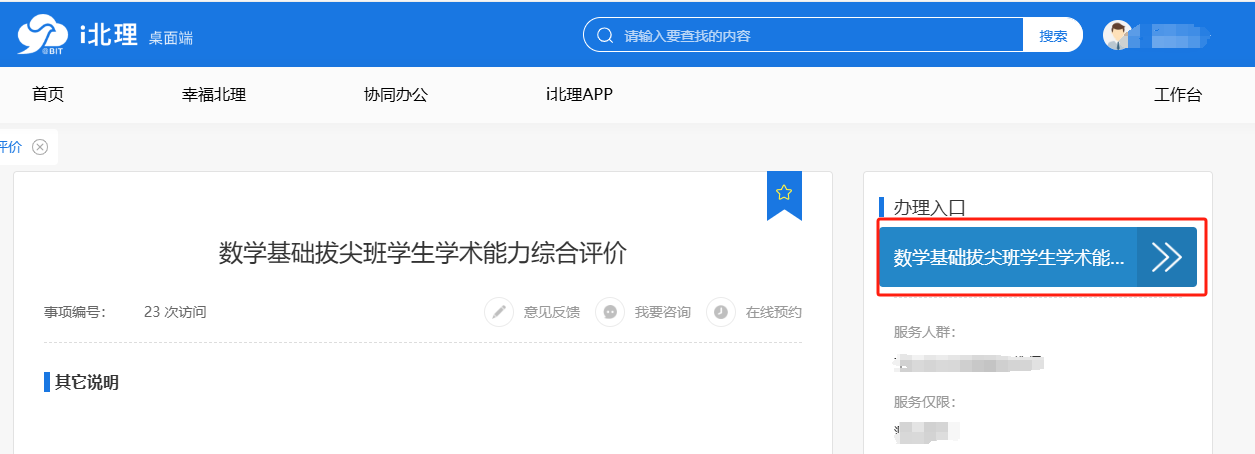 i北理 桌面端
@BIT
请输入要查找的内容
搜索
首页 幸福北理 协同办公 i北理APP 工作台
评价
数学基础拔尖班学生学术能力综合评价
事项编号： 23 次访问 意见反馈 我要咨询 在线预约
其它说明
办理入口
数学基础拔尖班学生学术能...
服务人群：
服务仅限：